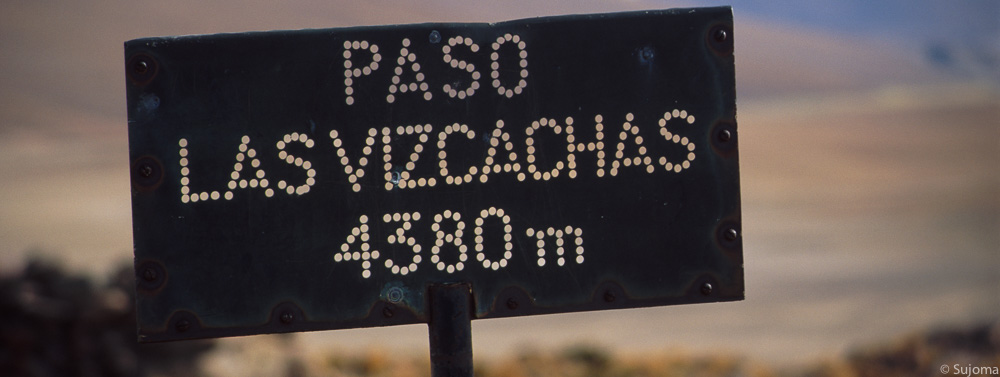 PASO
LAS VIZCACHAS
4380 m
© Sujoma